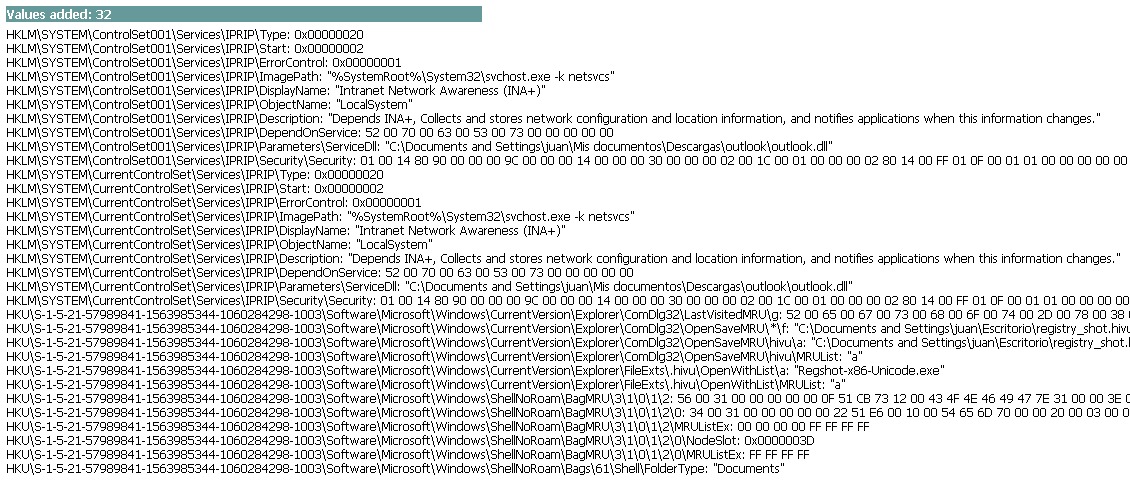 Values added: 32
HKLM\SYSTEM\ControlSet001\Services\IPRIP\Type: 0x00000020
HKLM\SYSTEM\ControlSet001\Services\IPRIP\Start: 0x00000002
HKLM\SYSTEM\ControlSet001\Services\IPRIP\ErrorControl: 0x00000001
HKLM\SYSTEM\ControlSet001\Services\IPRIP\ImagePath: "%SystemRoot%\System32\svchost.exe -k netsvcs"
HKLM\SYSTEM\ControlSet001\Services\IPRIP\DisplayName: "Intranet Network Awareness (INA+)"
HKLM\SYSTEM\ControlSet001\Services\IPRIP\ObjectName: "LocalSystem"
HKLM\SYSTEM\ControlSet001\Services\IPRIP\Description: "Depends INA+, Collects and stores network configuration and location information, and notifies applications when this information changes."
HKLM\SYSTEM\ControlSet001\Services\IPRIP\DependOnService: 52 00 70 00 63 00 53 00 73 00 00 00 00 00
HKLM\SYSTEM\ControlSet001\Services\IPRIP\Parameters\ServiceDll: "C:\Documents and Settings\juan\Mis documentos\Descargas\outlook\outlook.dll"
HKLM\SYSTEM\ControlSet001\Services\IPRIP\Security\Security: 01 00 14 80 90 00 00 00 9C 00 00 00 14 00 00 00 30 00 00 00 02 00 1C 00 01 00 00 00 02 80 14 00 FF 01 0F 00 01 01 00 00 00 00 00
HKLM\SYSTEM\CurrentControlSet\Services\IPRIP\Type: 0x00000020
HKLM\SYSTEM\CurrentControlSet\Services\IPRIP\Start: 0x00000002
HKLM\SYSTEM\CurrentControlSet\Services\IPRIP\ErrorControl: 0x00000001
HKLM\SYSTEM\CurrentControlSet\Services\IPRIP\ImagePath: "%SystemRoot%\System32\svchost.exe -k netsvcs"
HKLM\SYSTEM\CurrentControlSet\Services\IPRIP\DisplayName: "Intranet Network Awareness (INA+)"
HKLM\SYSTEM\CurrentControlSet\Services\IPRIP\ObjectName: "LocalSystem"
HKLM\SYSTEM\CurrentControlSet\Services\IPRIP\Description: "Depends INA+, Collects and stores network configuration and location information, and notifies applications when this information changes."
HKLM\SYSTEM\CurrentControlSet\Services\IPRIP\DependOnService: 52 00 70 00 63 00 53 00 73 00 00 00 00 00
HKLM\SYSTEM\CurrentControlSet\Services\IPRIP\Parameters\ServiceDll: "C:\Documents and Settings\juan\Mis documentos\Descargas\outlook\outlook.dll"
HKLM\SYSTEM\CurrentControlSet\Services\IPRIP\Security\Security: 01 00 14 80 90 00 00 00 9C 00 00 00 14 00 00 00 30 00 00 00 02 00 1C 00 01 00 00 00 02 80 14 00 FF 01 0F 00 01 01 00 00 00 00
HKU\S-1-5-21-57989841-1563985344-1060284298-1003\Software\Microsoft\Windows\CurrentVersion\Explorer\ComDlg32\LastVisitedMRU\g: 52 00 65 00 67 00 73 00 68 00 6F 00 74 00 2D 00 78 00 38 0
HKU\S-1-5-21-57989841-1563985344-1060284298-1003\Software\Microsoft\Windows\CurrentVersion\Explorer\ComDlg32\OpenSaveMRU\*\f: "C:\Documents and Settings\juan\Escritorio\registry_shot.hivu
HKU\S-1-5-21-57989841-1563985344-1060284298-1003\Software\Microsoft\Windows\CurrentVersion\Explorer\ComDlg32\OpenSaveMRU\hivu\a: "C:\Documents and Settings\juan\Escritorio\registry_shot.
HKU\S-1-5-21-57989841-1563985344-1060284298-1003\Software\Microsoft\Windows\CurrentVersion\Explorer\ComDlg32\OpenSaveMRU\hivu\MRUList: "a"
HKU\S-1-5-21-57989841-1563985344-1060284298-1003\Software\Microsoft\Windows\CurrentVersion\Explorer\FileExts\.hivu\OpenWithList\a: "Regshot-x86-Unicode.exe"
HKU\S-1-5-21-57989841-1563985344-1060284298-1003\Software\Microsoft\Windows\CurrentVersion\Explorer\FileExts\.hivu\OpenWithList\MRUList: "a"
HKU\S-1-5-21-57989841-1563985344-1060284298-1003\Software\Microsoft\Windows\ShellNoRoam\BagMRU\3\1\0\1\2: 56 00 31 00 00 00 00 00 0F 51 CB 73 12 00 43 4F 4E 46 49 47 7E 31 00 00 3E 0
HKU\S-1-5-21-57989841-1563985344-1060284298-1003\Software\Microsoft\Windows\ShellNoRoam\BagMRU\3\1\0\1\2\0: 34 00 31 00 00 00 00 00 22 51 E6 00 10 00 54 65 6D 70 00 00 20 00 03 00 0
HKU\S-1-5-21-57989841-1563985344-1060284298-1003\Software\Microsoft\Windows\ShellNoRoam\BagMRU\3\1\0\1\2\MRUListEx: 00 00 00 00 FF FF FF FF
HKU\S-1-5-21-57989841-1563985344-1060284298-1003\Software\Microsoft\Windows\ShellNoRoam\BagMRU\3\1\0\1\2\0\NodeSlot: 0x0000003D
HKU\S-1-5-21-57989841-1563985344-1060284298-1003\Software\Microsoft\Windows\ShellNoRoam\BagMRU\3\1\0\1\2\0\MRUListEx: FF FF FF FF
HKU\S-1-5-21-57989841-1563985344-1060284298-1003\Software\Microsoft\Windows\ShellNoRoam\Bags\61\Shell\FolderType: "Documents"